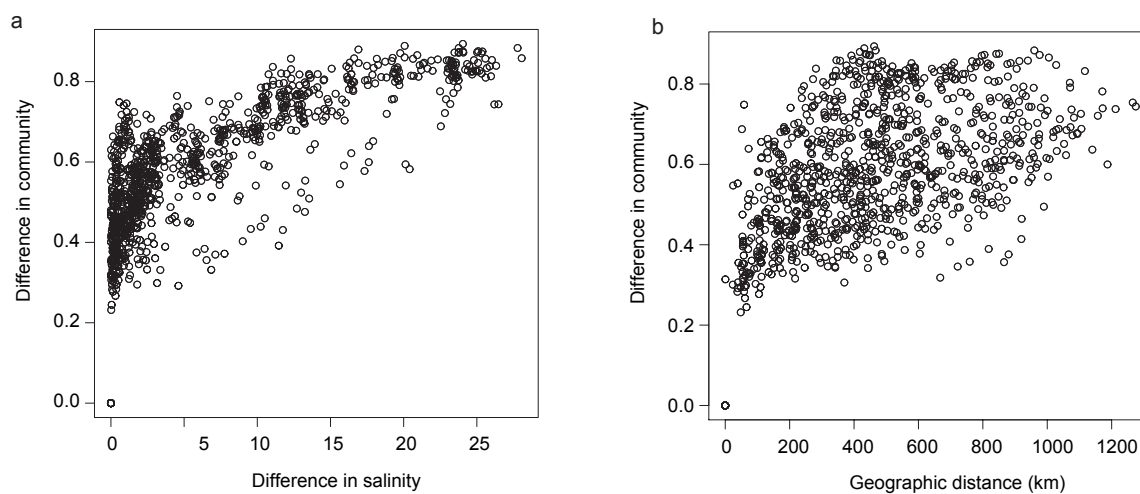 a
Difference in community
0.8
0.6
0.4
0.2
0.0
0 5 10 15 20 25
Difference in salinity
b
Difference in community
0.8
0.6
0.4
0.2
0.0
0 200 400 600 800 1000 1200
Geographic distance (km)